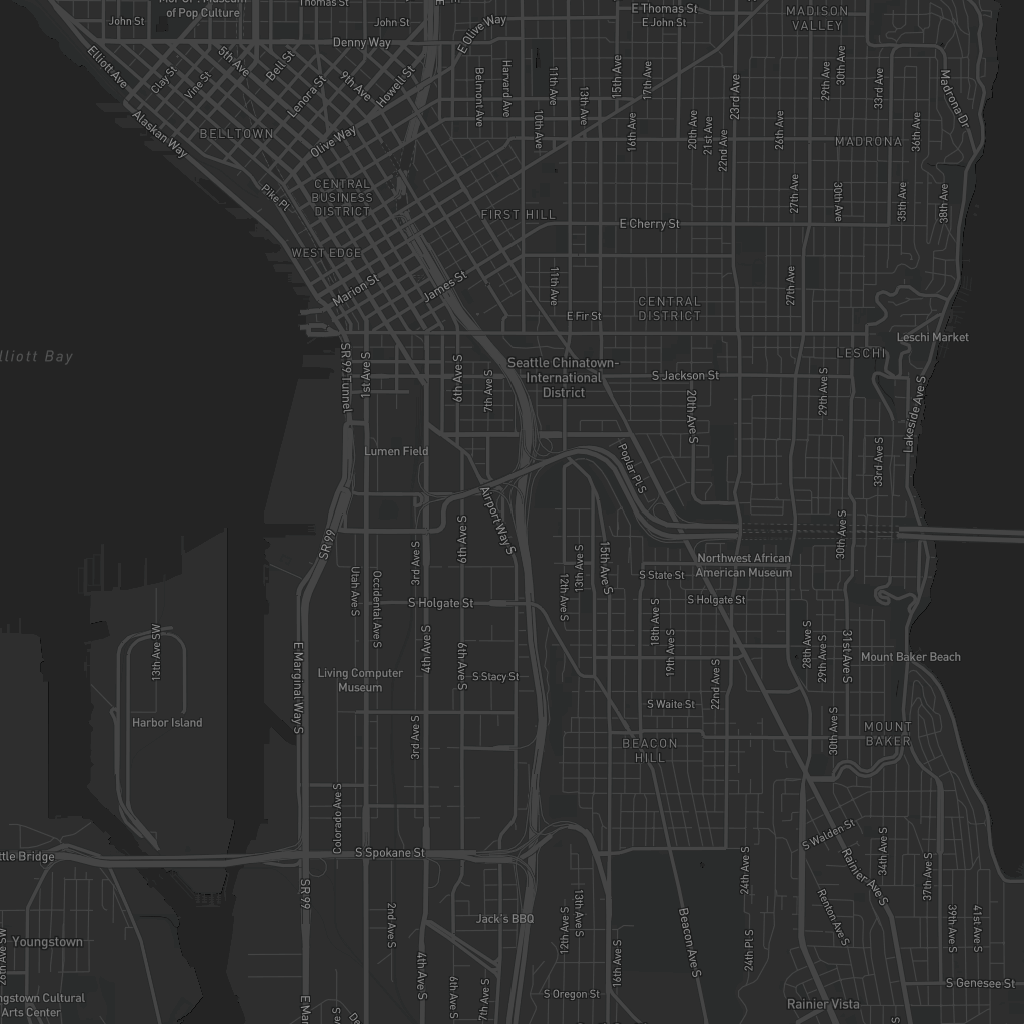 Thomas St
of Pop Culture
John St
John St
E Olive Way
E Thomas St
E John St
MADISON
VALLEY
Denny Way
Elliott Ave
Clay St
Vine St
5th Ave
Bell St
Lenora St
9th Ave
Howell St
Belmont Ave
Harvard Ave
10th Ave
11th Ave
13th Ave
15th Ave
16th Ave
17th Ave
20th Ave
21st Ave
22nd Ave
23rd Ave
26th Ave
29th Ave
30th Ave
33rd Ave
36th Ave
Madrona Dr
Alaskan Way
BELLTOWN
Olive Way
MADRONA
Pike Pl
CENTRAL
BUSINESS
DISTRICT
FIRST HILL
E Cherry St
27th Ave
30th Ave
35th Ave
38th Ave
WEST EDGE
Marion St
James St
11th Ave
27th Ave
CENTRAL
DISTRICT
E Fir St
Leschi Market
LESCHI
lliott Bay
SR 99 Tunnel
1st Ave S
6th Ave S
7th Ave S
Seattle Chinatown-
International
District
S Jackson St
20th Ave S
29th Ave S
Lakeside Ave S
33rd Ave S
Lumen Field
Poplar Pl S
Airport Way S
SR 99
3rd Ave S
6th Ave S
12th Ave S
13th Ave S
15th Ave S
30th Ave S
Northwest African
American Museum
S State St
S Holgate St
Utah Ave S
Occidental Ave S
S Holgate St
13th Ave SW
4th Ave S
6th Ave S
18th Ave S
19th Ave S
22nd Ave S
28th Ave S
29th Ave S
31st Ave S
Mount Baker Beach
E Marginal Way S
Living Computer
Museum
S Stacy St
S Waite St
Harbor Island
3rd Ave S
BEACON
HILL
30th Ave S
MOUNT
BAKER
Colorado Ave S
S Walden St
ttle Bridge
S Spokane St
Rainier Ave S
34th Ave S
37th Ave S
24th Ave S
SR 99
2nd Ave S
Jack's BBQ
12th Ave S
13th Ave S
16th Ave S
Beacon Ave S
24th Pl S
Renton Ave S
39th Ave S
41st Ave S
Youngstown
26th Ave SW
4th Ave S
6th Ave S
7th Ave S
S Oregon St
S Genesee St
ngstown Cultural
Arts Center
E Mar
Rainier Vista